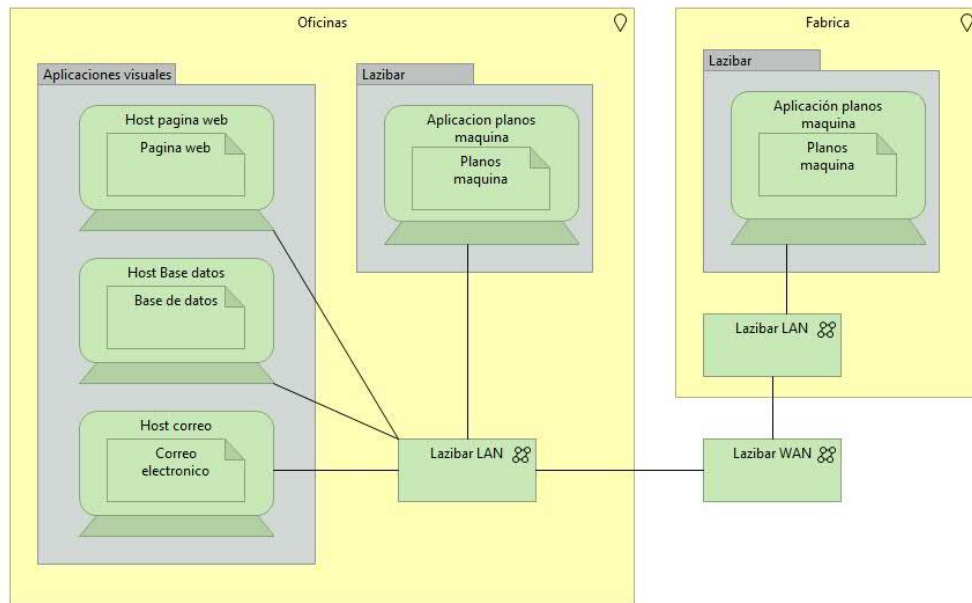 Oficinas
Aplicaciones visuales
Host pagina web
Pagina web
Host Base datos
Base de datos
Host correo
Correo
electronico
Lazibar
Aplicacion planos
maquina
Planos
maquina
Lazibar LAN
Fabrica
Lazibar
Aplicación planos
maquina
Planos
maquina
Lazibar LAN
Lazibar WAN